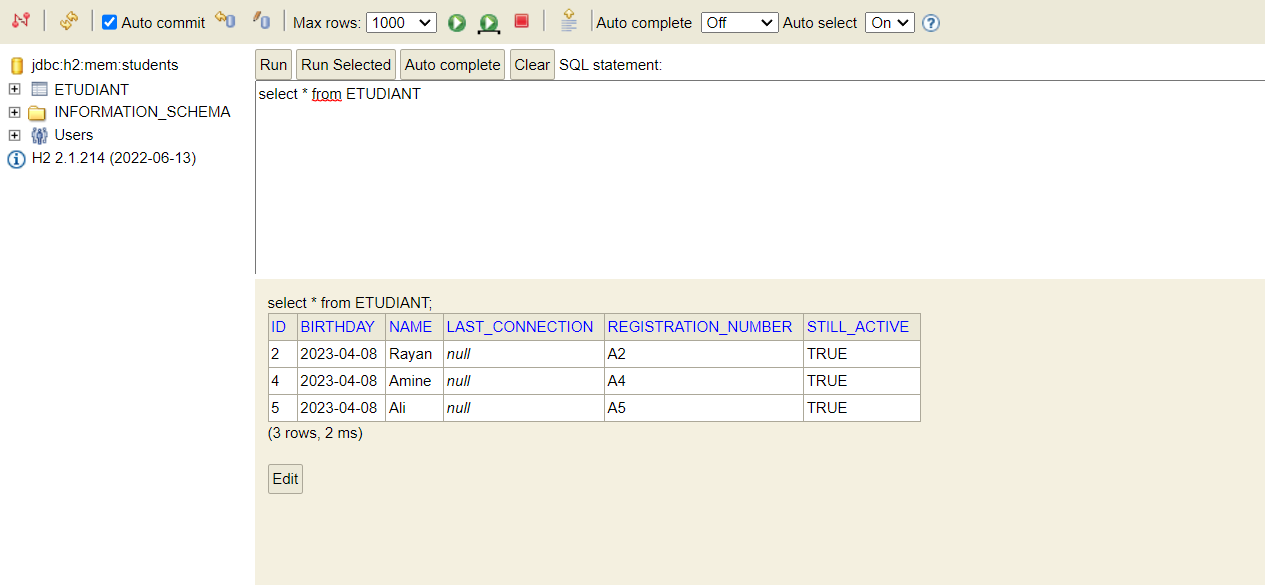 Auto commit Max rows: 1000 Auto complete Off Auto select On ?
jdbc:h2:mem:students
ETUDIANT
INFORMATION_SCHEMA
Users
H2 2.1.214 (2022-06-13)
Run Run Selected Auto complete Clear SQL statement:
select * from ETUDIANT
select * from ETUDIANT;
ID BIRTHDAY NAME LAST_CONNECTION REGISTRATION_NUMBER STILL_ACTIVE
2 2023-04-08 Rayan null A2 TRUE
4 2023-04-08 Amine null A4 TRUE
5 2023-04-08 Ali null A5 TRUE
(3 rows, 2 ms)
Edit